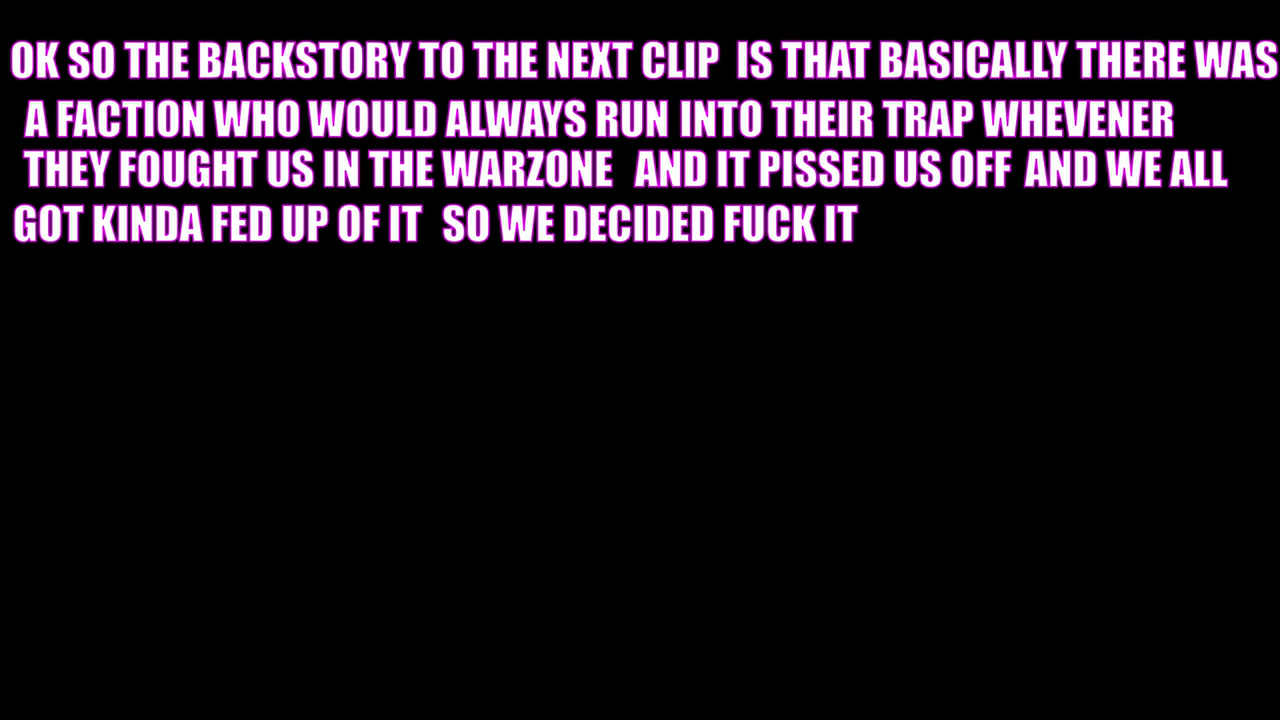 OK SO THE BACKSTORY TO THE NEXT CLIP IS THAT BASICALLY THERE WAS
A FACTION WHO WOULD ALWAYS RUN INTO THEIR TRAP WHEVENER
THEY FOUGHT US IN THE WARZONE AND IT PISSED US OFF AND WE ALL
GOT KINDA FED UP OF IT SO WE DECIDED FUCK IT